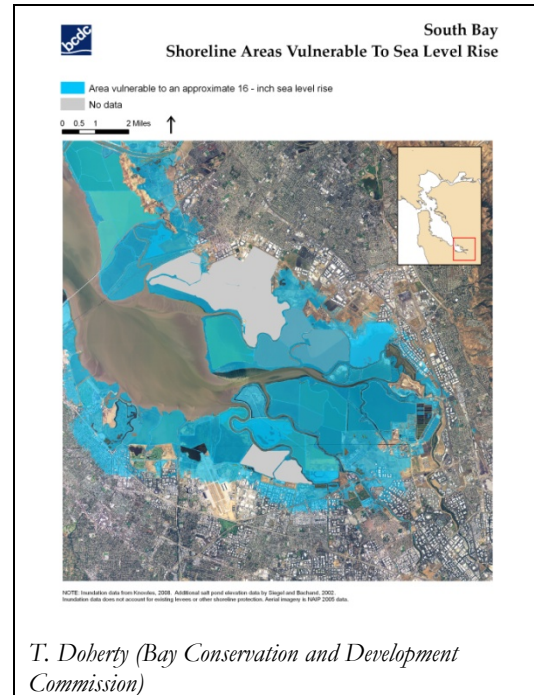 bcdc
South Bay
Shoreline Areas Vulnerable To Sea Level Rise
Area vulnerable to an approximate 16 - inch sea level rise
No data
0 0.5 1 2 Miles
NOTE: Inundation data from Knowles, 2008. Additional salt pond elevation data by Siegel and Bachand, 2002.
Inundation data does not account for existing levees or other shoreline protection. Aerial imagery is NAIP 2005 data.
T. Doherty (Bay Conservation and Development
Commission)